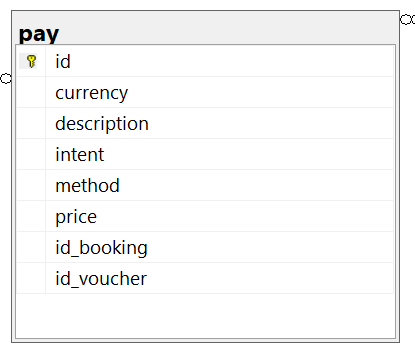 pay
id
currency
description
intent
method
price
id_booking
id_voucher